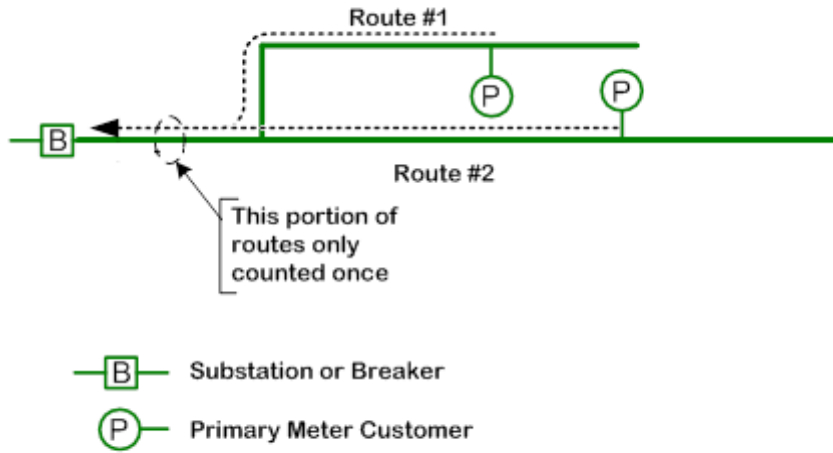 Route #1
P
P
B
Route #2
This portion of
routes only
counted once
B Substation or Breaker
P Primary Meter Customer